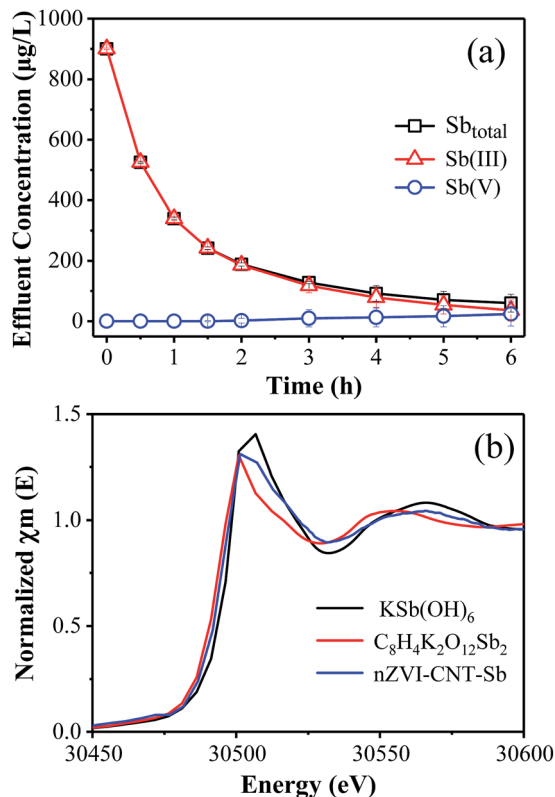 (a)
Effluent Concentration (µg/L)
1000
800
600
400
200
0
Sb_total
Sb(III)
Sb(V)
0 1 2 3 4 5 6
Time (h)
(b)
Normalized χm (E)
1.5
1.0
0.5
0.0
KSb(OH)₆
C₈H₄K₂O₁₂Sb₂
nZVI-CNT-Sb
30450 30500 30550 30600
Energy (eV)